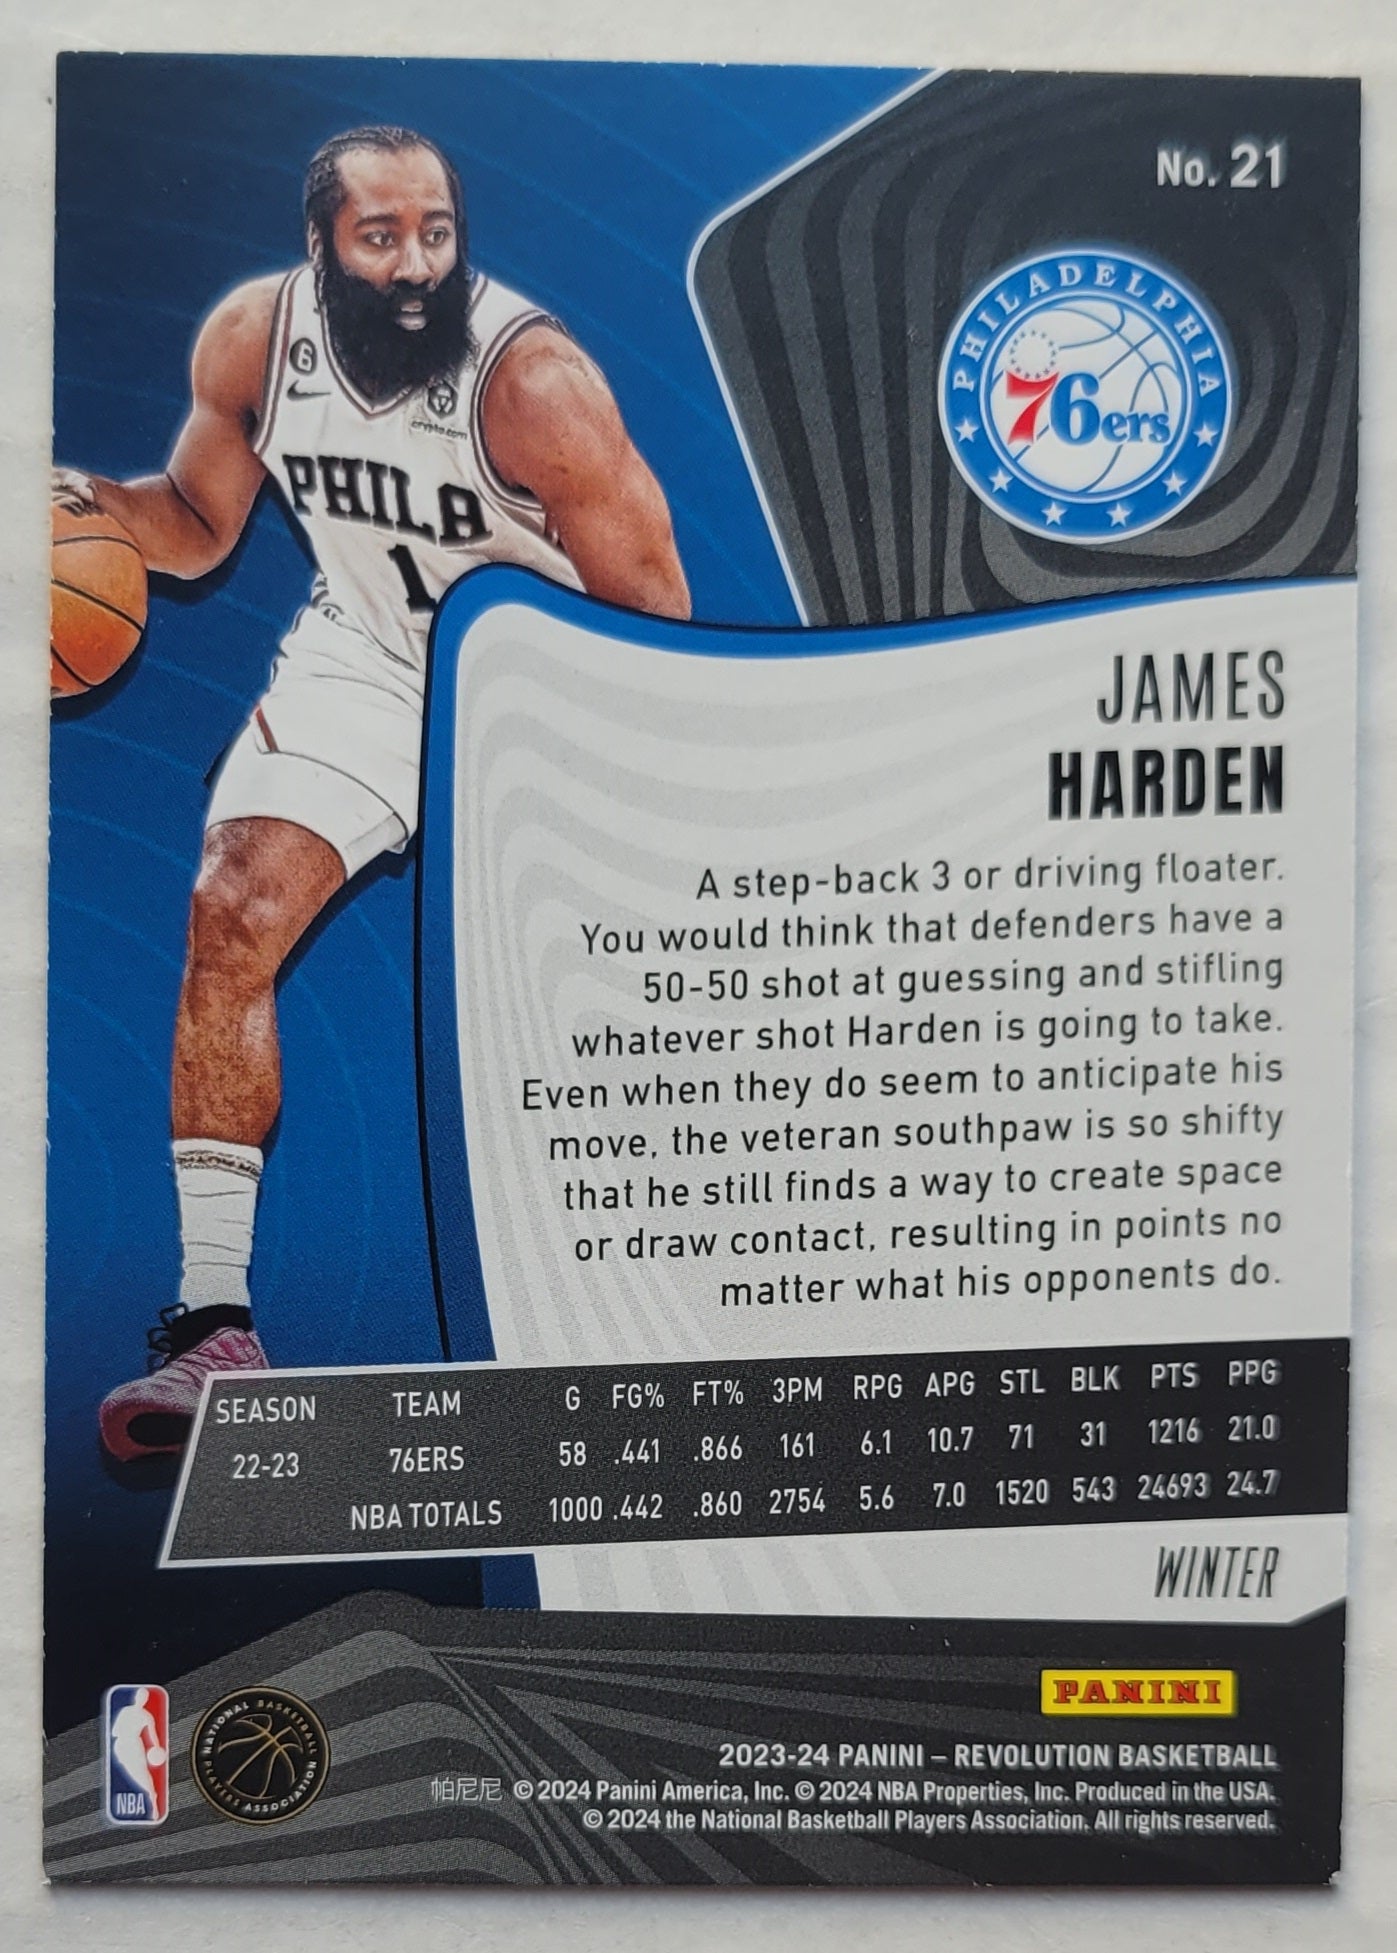 No. 21
PHILADELPHIA
76ers
6
crypto.com
PHILA
1
JAMES
HARDEN
A step-back 3 or driving floater.
You would think that defenders have a
50-50 shot at guessing and stifling
whatever shot Harden is going to take.
Even when they do seem to anticipate his
move, the veteran southpaw is so shifty
that he still finds a way to create space
or draw contact, resulting in points no
matter what his opponents do.
SEASON TEAM G FG% FT% 3PM RPG APG STL BLK PTS PPG
22-23 76ERS 58 .441 .866 161 6.1 10.7 71 31 1216 21.0
NBA TOTALS 1000 .442 .860 2754 5.6 7.0 1520 543 24693 24.7
WINTER
PANINI
NBA
NATIONAL BASKETBALL
PLAYERS ASSOCIATION
2023-24 PANINI – REVOLUTION BASKETBALL
帕尼尼 © 2024 Panini America, Inc. © 2024 NBA Properties, Inc. Produced in the USA.
© 2024 the National Basketball Players Association. All rights reserved.